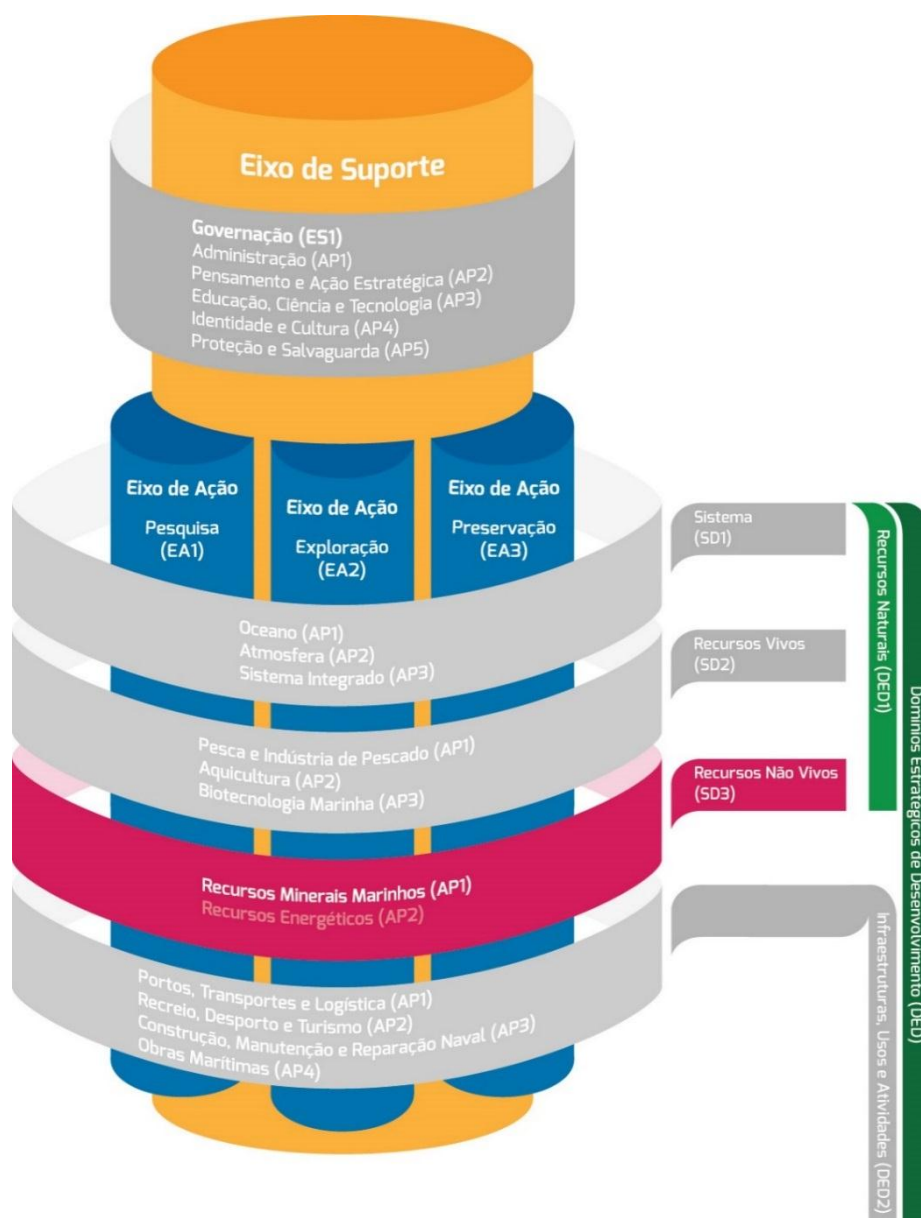 Eixo de Suporte
Governação (ES1)
Administração (AP1)
Pensamento e Ação Estratégica (AP2)
Educação, Ciência e Tecnologia (AP3)
Identidade e Cultura (AP4)
Proteção e Salvaguarda (AP5)
Eixo de Ação
Pesquisa
(EA1)
Eixo de Ação
Exploração
(EA2)
Eixo de Ação
Preservação
(EA3)
Oceano (AP1)
Atmosfera (AP2)
Sistema Integrado (AP3)
Pesca e Indústria de Pescado (AP1)
Aquicultura (AP2)
Biotecnologia Marinha (AP3)
Recursos Minerais Marinhos (AP1)
Recursos Energéticos (AP2)
Portos, Transportes e Logística (AP1)
Recreio, Desporto e Turismo (AP2)
Construção, Manutenção e Reparação Naval (AP3)
Obras Marítimas (AP4)
Sistema
(SD1)
Recursos Vivos
(SD2)
Recursos Não Vivos
(SD3)
Recursos Naturais (DED1)
Infraestruturas, Usos e Atividades (DED2)
Domínios Estratégicos de Desenvolvimento (DED)